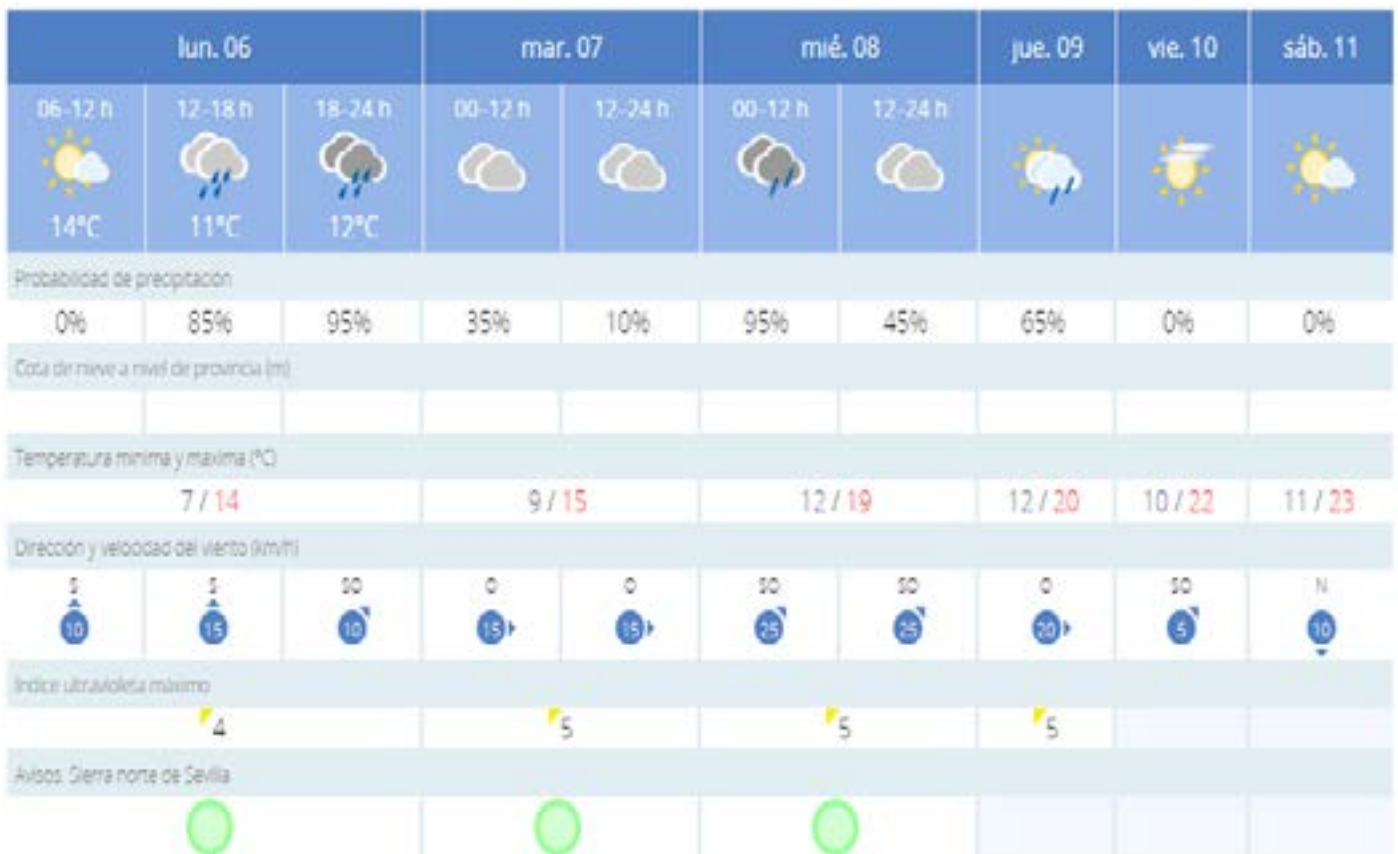 lun. 06 mar. 07 mié. 08 jue. 09 vie. 10 sáb. 11
06-12 h 12-18 h 18-24 h 00-12 h 12-24 h 00-12 h 12-24 h
14°C 11°C 12°C
Probabilidad de precipitación
0% 85% 95% 35% 10% 95% 45% 65% 0% 0%
Cota de nieve a nivel de provincia (m)
Temperatura mínima y máxima (°C)
7 / 14 9 / 15 12 / 19 12 / 20 10 / 22 11 / 23
Dirección y velocidad del viento (km/h)
S S SO O O SO SO O SO N
10 15 10 15 15 25 25 20 5 10
Indice ultravioleta máximo
4 5 5 5
Avisos. Sierra norte de Sevilla